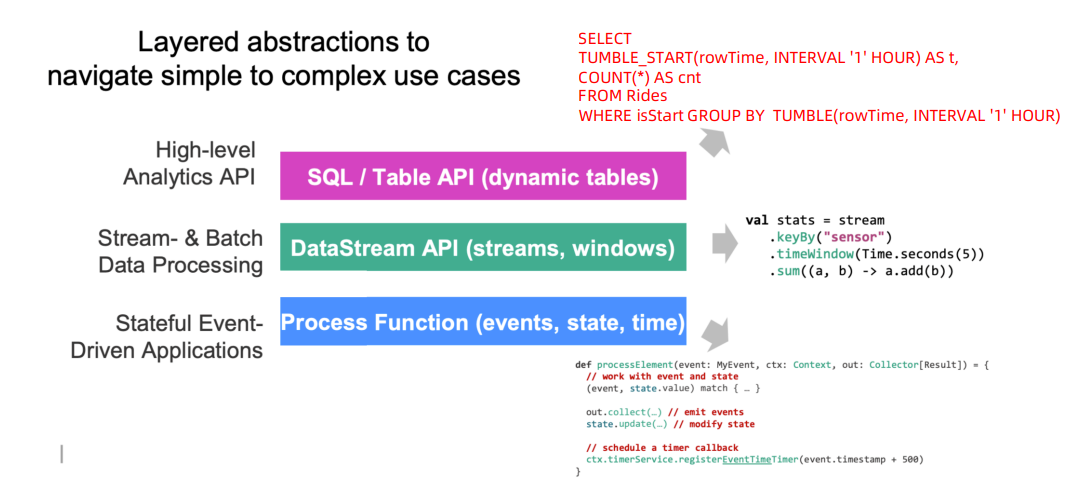 Layered abstractions to
navigate simple to complex use cases
SELECT
TUMBLE_START(rowTime, INTERVAL '1' HOUR) AS t,
COUNT(*) AS cnt
FROM Rides
WHERE isStart GROUP BY  TUMBLE(rowTime, INTERVAL '1' HOUR)
High-level
Analytics API
SQL / Table API (dynamic tables)
Stream- & Batch
Data Processing
DataStream API (streams, windows)
val stats = stream
.keyBy("sensor")
.timeWindow(Time.seconds(5))
.sum((a, b) -> a.add(b))
Stateful Event-
Driven Applications
Process Function (events, state, time)
def processElement(event: MyEvent, ctx: Context, out: Collector[Result]) = {
// work with event and state
(event, state.value) match { … }
out.collect(…) // emit events
state.update(…) // modify state
// schedule a timer callback
ctx.timerService.registerEventTimeTimer(event.timestamp + 500)
}